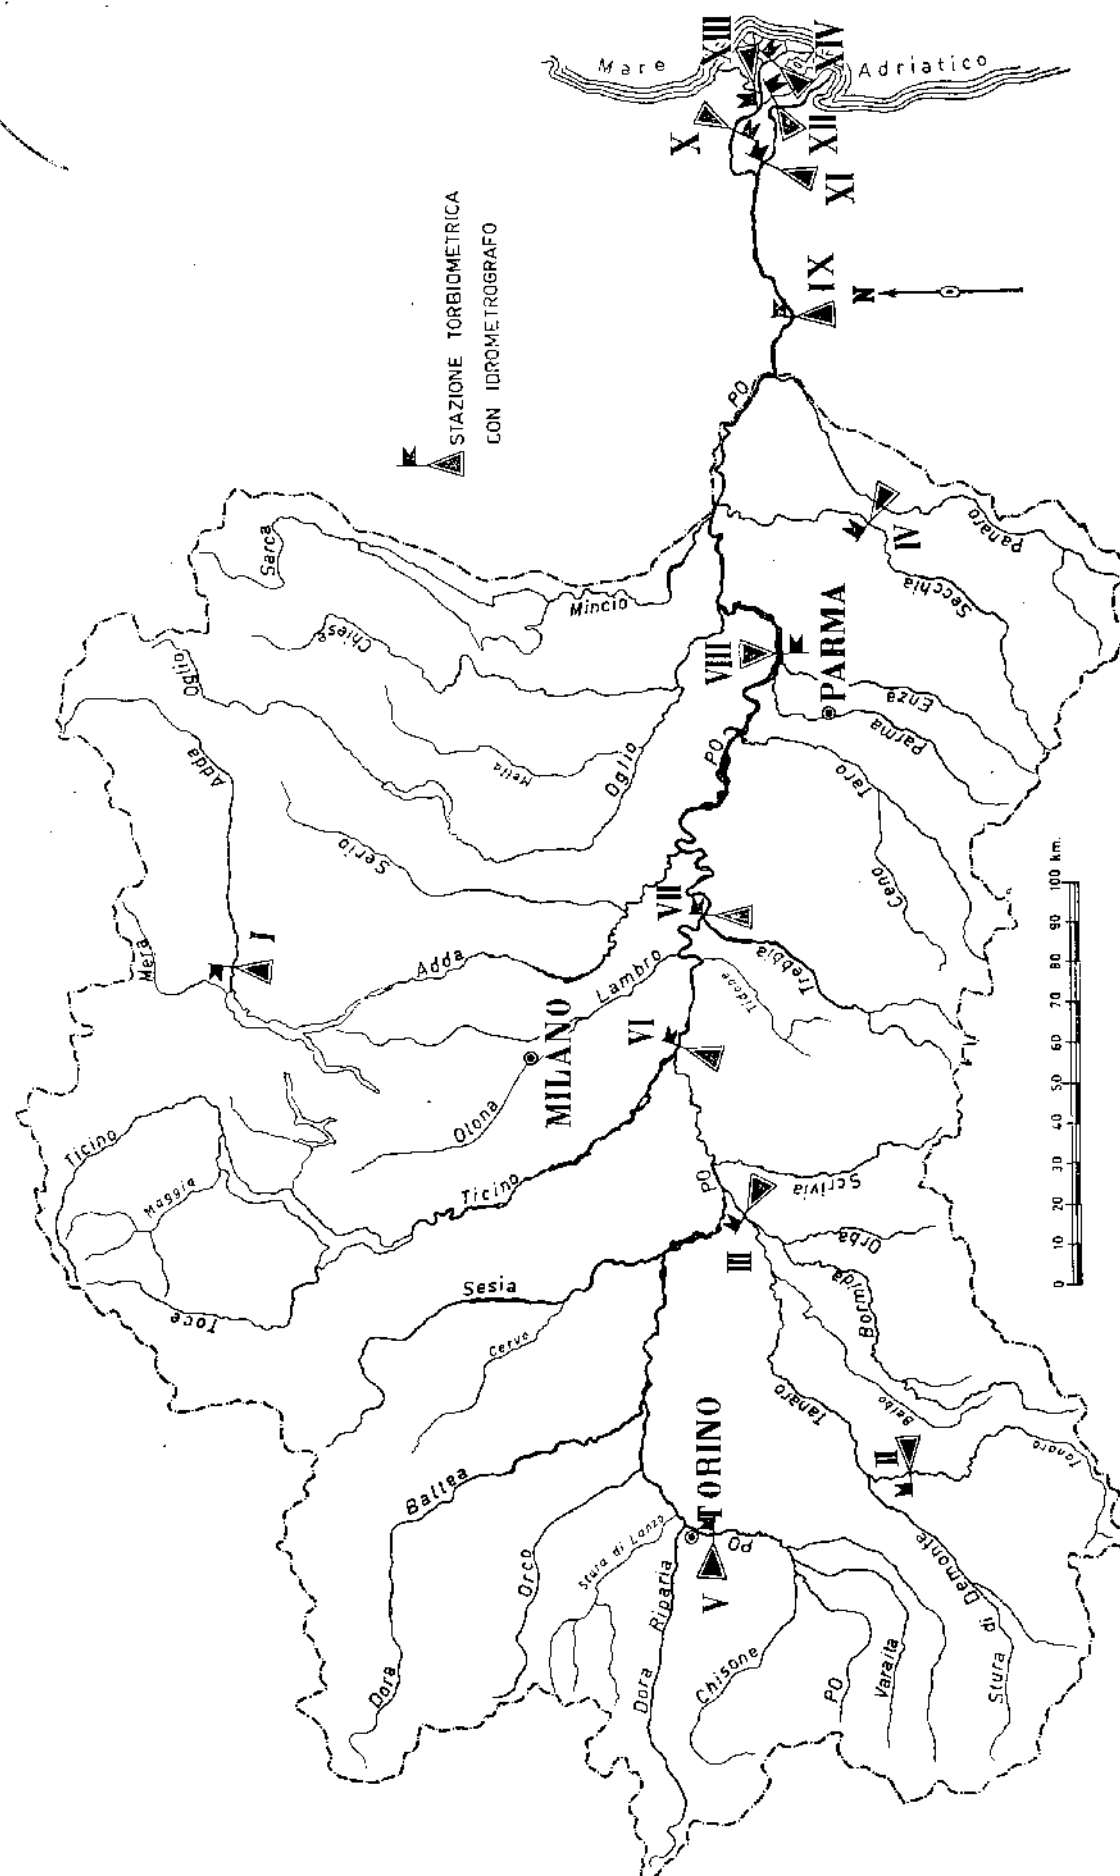 Mare
Adriatico
XIII
XIV
X
XII
XI
IX
N
STAZIONE TORBIOMETRICA
CON IDROMETROGRAFO
PO
Sarca
Mincio
Chiese
Oglio
Mella
Oglio
Adda
Serio
Mera
I
Adda
Lambro
MILANO
Olona
Ticino
Maggia
Toce
Ticino
Sesia
Cervo
Baltea
Dora
Orco
Stura di Lanzo
Riparia
Dora
Chisone
PO
Varaita
Stura
di Demonte
V
TORINO
PO
II
Tanaro
Tanaro
Belbo
Bormida
Orba
Scrivia
III
PO
VI
Tidone
Trebbia
VII
Ceno
Taro
PO
Parma
Enza
PARMA
VIII
Secchia
Panaro
IV
0 10 20 30 40 50 60 70 80 90 100 km.